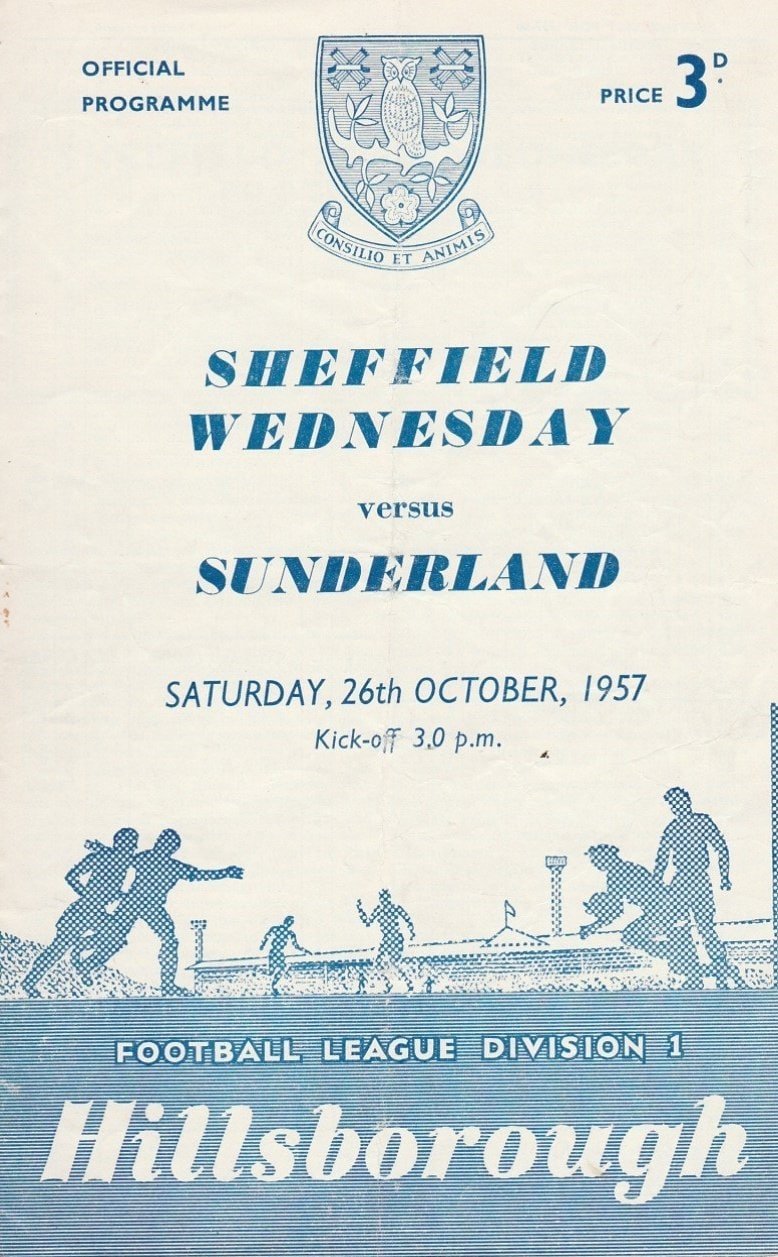 OFFICIAL
PROGRAMME
PRICE 3D.
CONSILIO ET ANIMIS
SHEFFIELD
WEDNESDAY
versus
SUNDERLAND
SATURDAY, 26th OCTOBER, 1957
Kick-off 3.0 p.m.
FOOTBALL LEAGUE DIVISION 1
Hillsborough